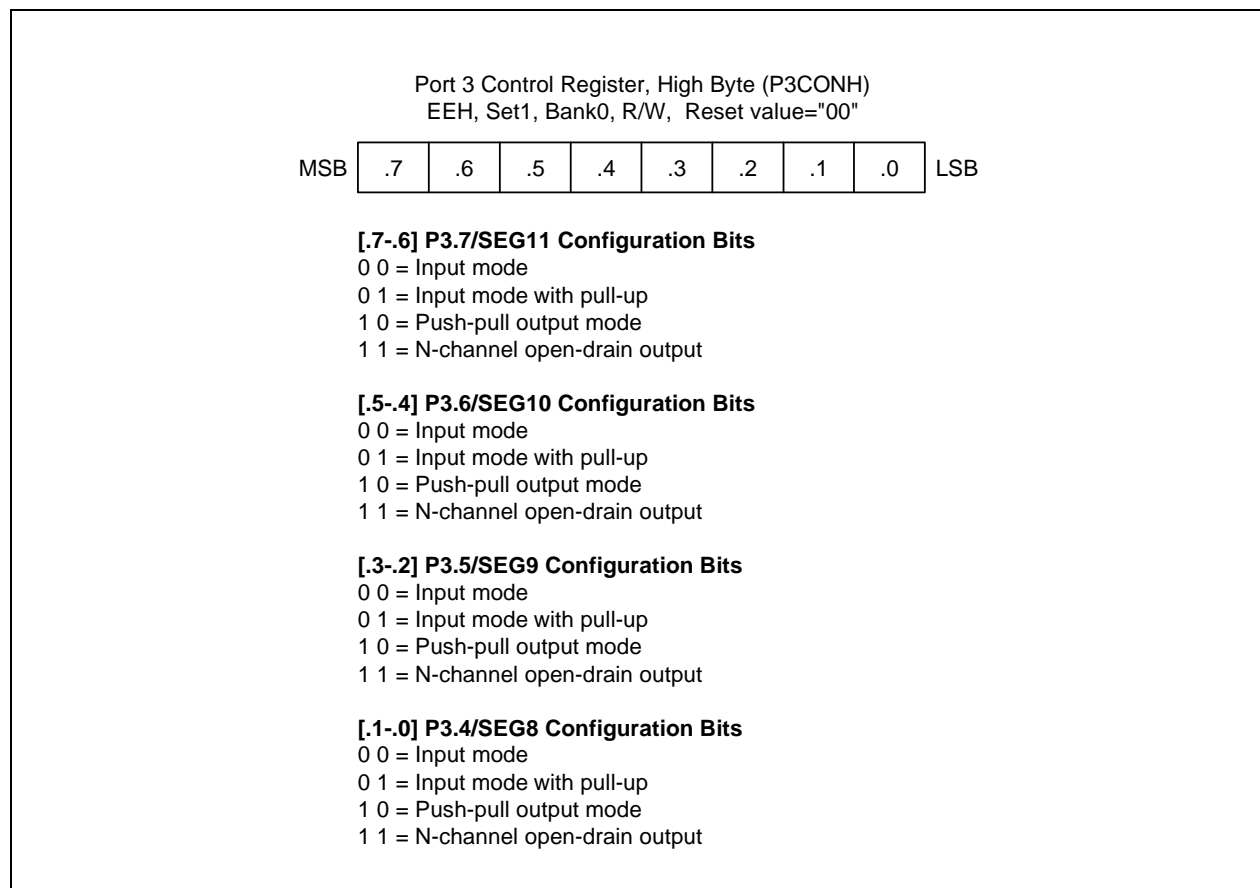 Port 3 Control Register, High Byte (P3CONH)
EEH, Set1, Bank0, R/W, Reset value="00"
MSB .7 .6 .5 .4 .3 .2 .1 .0 LSB
[.7-.6] P3.7/SEG11 Configuration Bits
0 0 = Input mode
0 1 = Input mode with pull-up
1 0 = Push-pull output mode
1 1 = N-channel open-drain output
[.5-.4] P3.6/SEG10 Configuration Bits
0 0 = Input mode
0 1 = Input mode with pull-up
1 0 = Push-pull output mode
1 1 = N-channel open-drain output
[.3-.2] P3.5/SEG9 Configuration Bits
0 0 = Input mode
0 1 = Input mode with pull-up
1 0 = Push-pull output mode
1 1 = N-channel open-drain output
[.1-.0] P3.4/SEG8 Configuration Bits
0 0 = Input mode
0 1 = Input mode with pull-up
1 0 = Push-pull output mode
1 1 = N-channel open-drain output